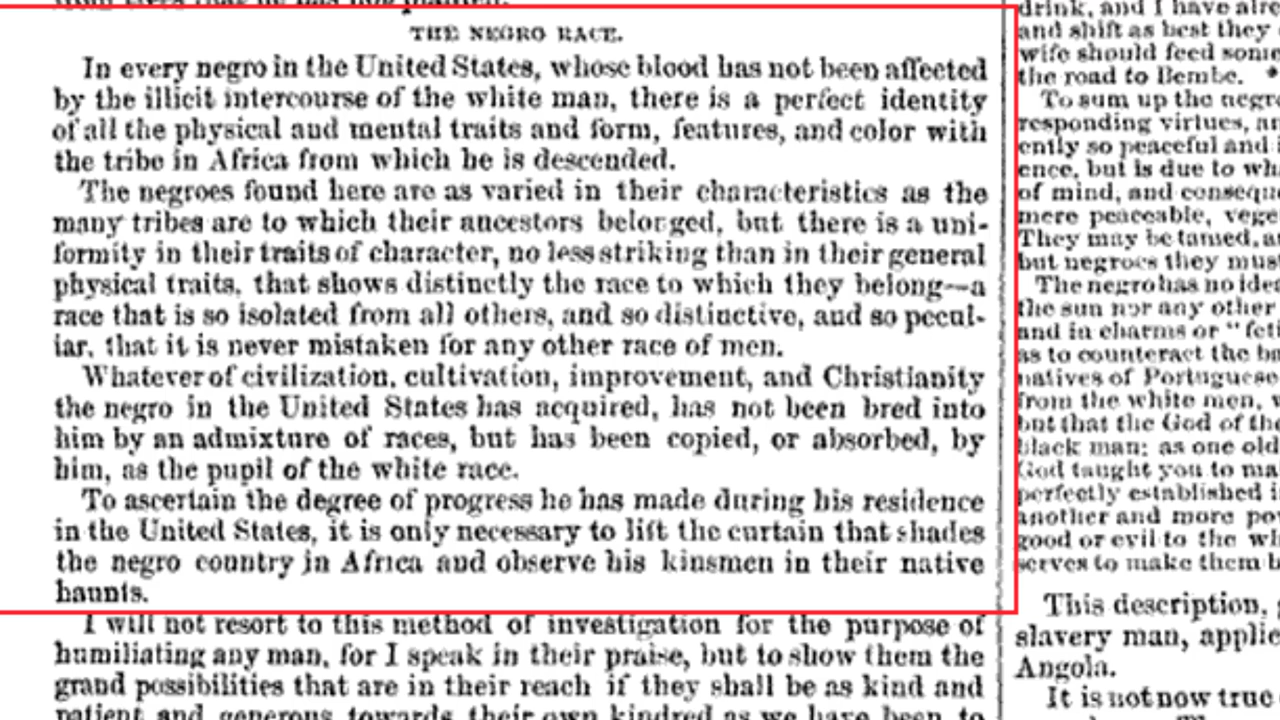 THE NEGRO RACE.
In every negro in the United States, whose blood has not been affected
by the illicit intercourse of the white man, there is a perfect identity
of all the physical and mental traits and form, features, and color with
the tribe in Africa from which he is descended.
The negroes found here are as varied in their characteristics as the
many tribes are to which their ancestors belonged, but there is a uni-
formity in their traits of character, no less striking than in their general
physical traits, that shows distinctly the race to which they belong—a
race that is so isolated from all others, and so distinctive, and so pecul-
iar, that it is never mistaken for any other race of men.
Whatever of civilization, cultivation, improvement, and Christianity
the negro in the United States has acquired, has not been bred into
him by an admixture of races, but has been copied, or absorbed, by
him, as the pupil of the white race.
To ascertain the degree of progress he has made during his residence
in the United States, it is only necessary to lift the curtain that shades
the negro country in Africa and observe his kinsmen in their native
haunts.
I will not resort to this method of investigation for the purpose of
humiliating any man, for I speak in their praise, but to show them the
grand possibilities that are in their reach if they shall be as kind and
patient and generous towards their own kindred as we have been to
drink, and I have
and shift as best they
wife should feed
the road to Bembe. *
To sum up the
responding virtues,
so peaceful and
but is due to
of mind, and
mere peaceable,
They may be tamed,
but negroes they must
The negro has no
the sun nor any other
and in charms or "
as to counteract the
natives of Portuguese
from the white men,
but that the God of the
black man; as one old
God taught you to
perfectly established
another and more
good or evil to the
serves to make them
This description,
slavery man,
Angola.
It is not now true